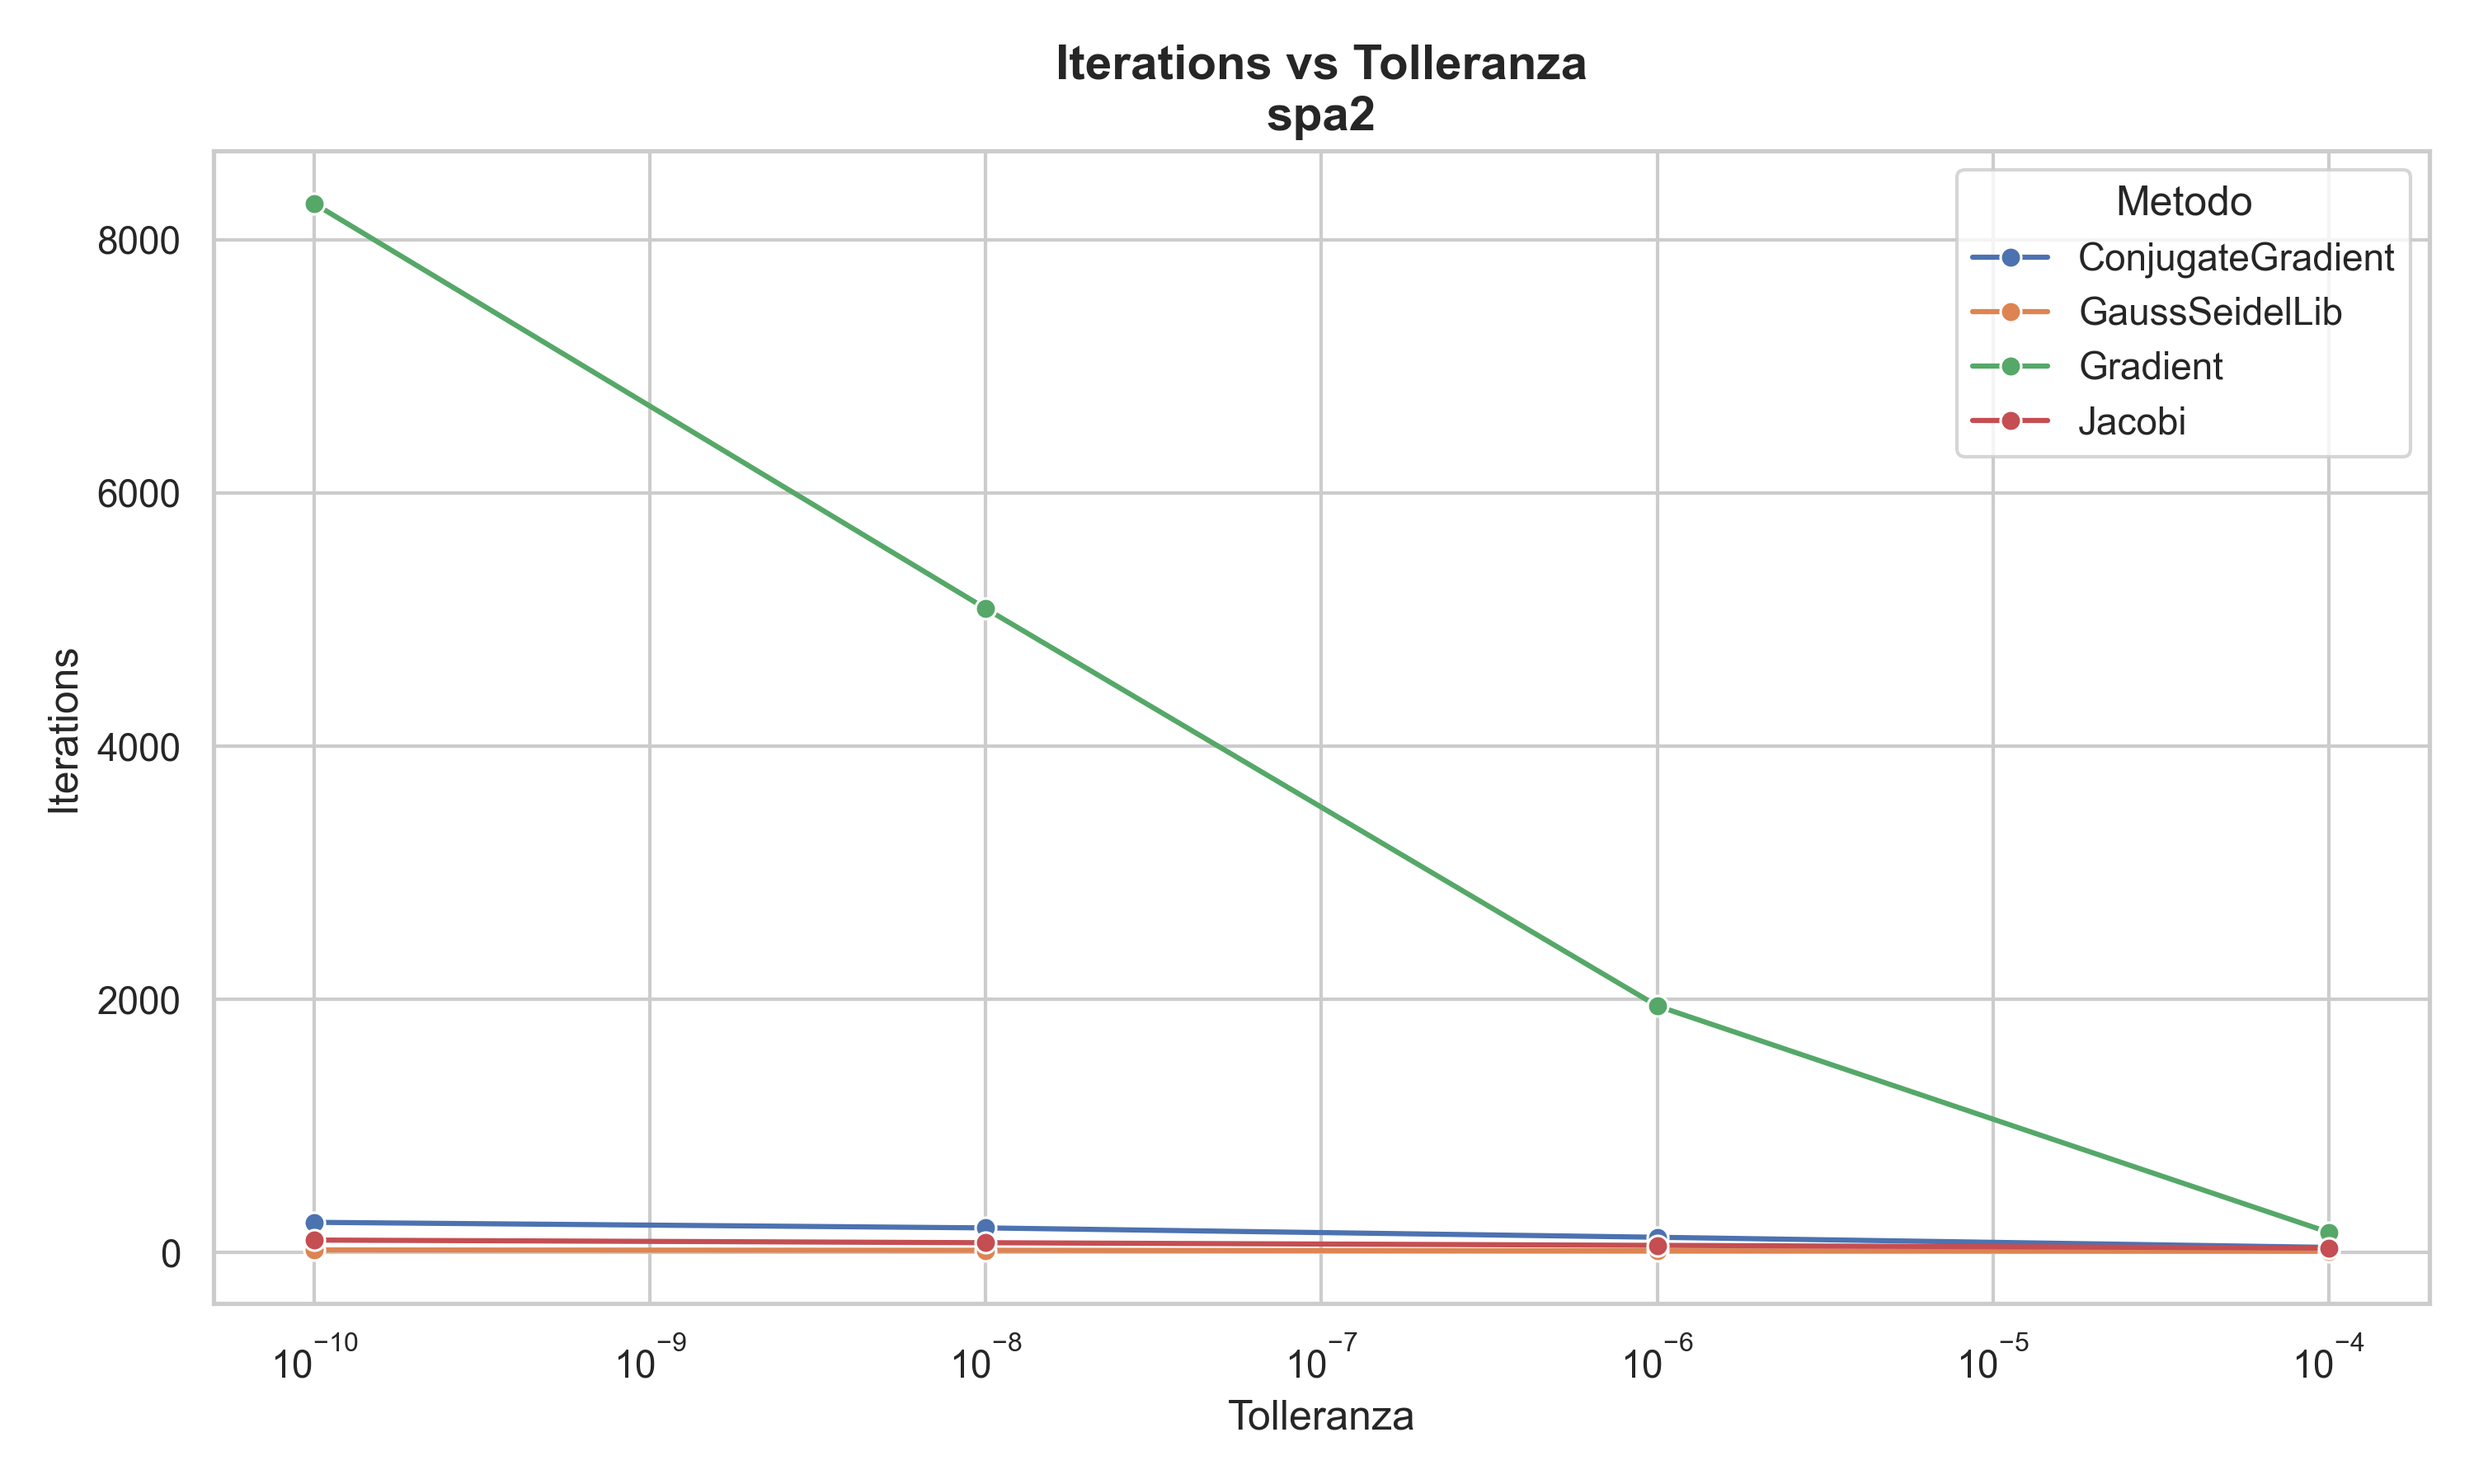 Iterations vs Tolleranza
spa2
Metodo
ConjugateGradient
GaussSeidelLib
Gradient
Jacobi
8000
6000
4000
2000
0
Iterations
10⁻¹⁰ 10⁻⁹ 10⁻⁸ 10⁻⁷ 10⁻⁶ 10⁻⁵ 10⁻⁴
Tolleranza